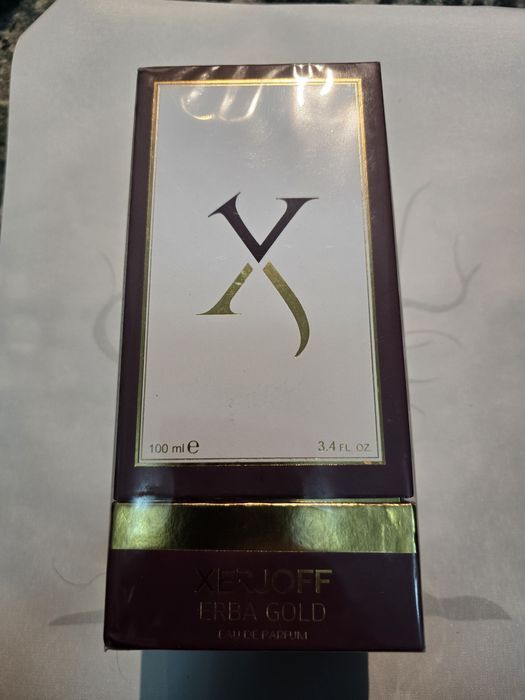 100 ml e
3.4 FL. OZ.
XERJOFF
ERBA GOLD
EAU DE PARFUM